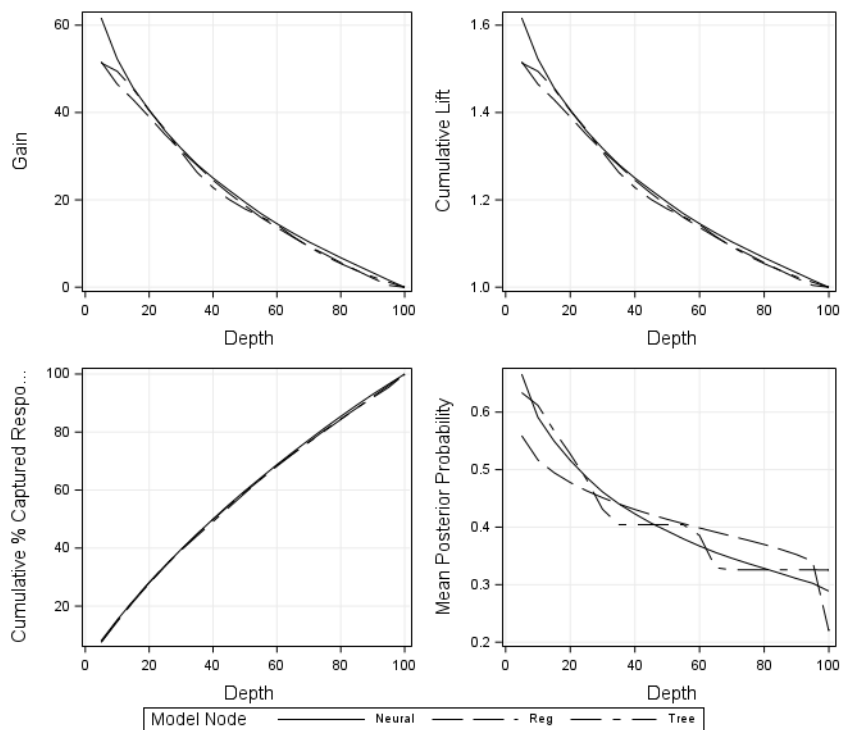 60
40
20
0
Gain
0 20 40 60 80 100
Depth
1.6
1.4
1.2
1.0
Cumulative Lift
0 20 40 60 80 100
Depth
100
80
60
40
20
Cumulative % Captured Respo...
0 20 40 60 80 100
Depth
0.6
0.5
0.4
0.3
0.2
Mean Posterior Probability
0 20 40 60 80 100
Depth
Model Node Neural Reg Tree